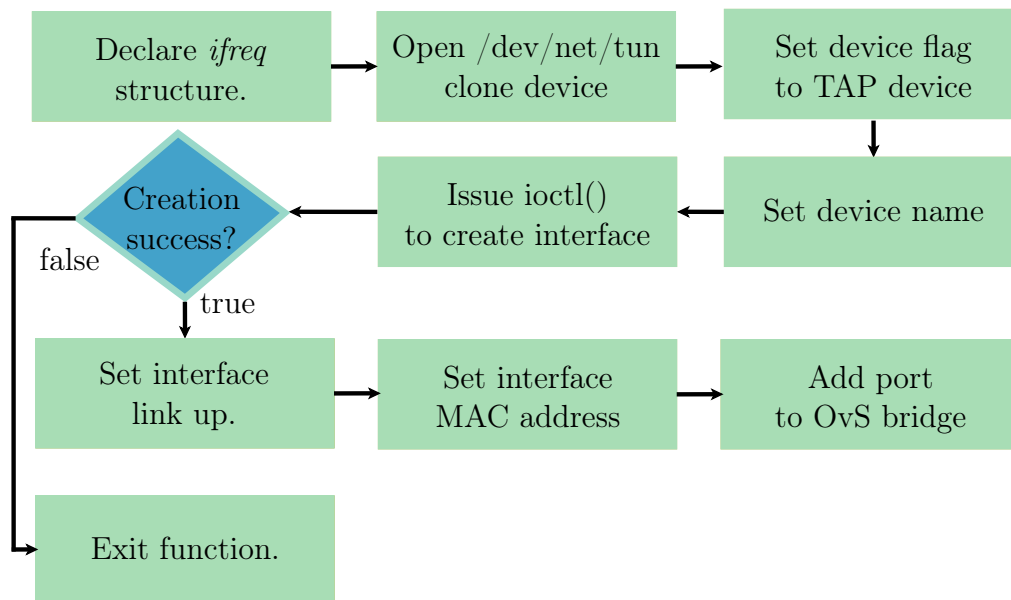 Declare ifreq
structure.
Open /dev/net/tun
clone device
Set device flag
to TAP device
Set device name
Issue ioctl()
to create interface
Creation
success?
false
true
Set interface
link up.
Set interface
MAC address
Add port
to OvS bridge
Exit function.